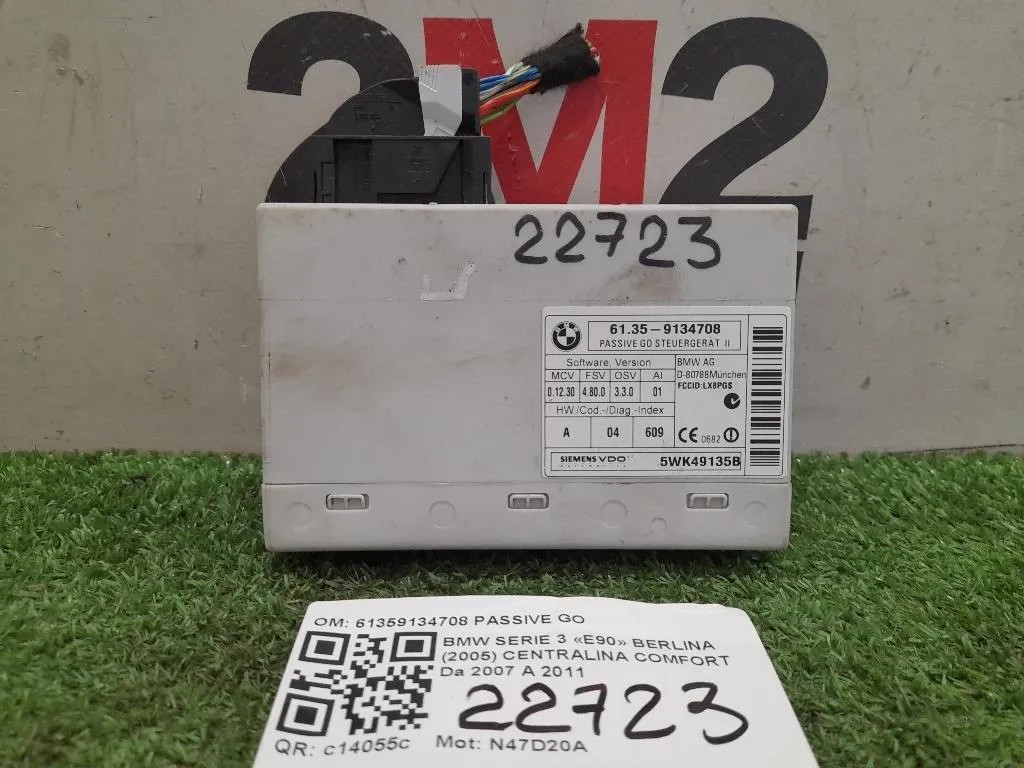 2M2
22723
BMW
61.35 - 9134708
PASSIVE GO STEUERGERÄT II
Software, Version
MCV FSV OSV AI
0.12.30 4.80.0 3.3.0 01
HW./Cod.-/Diag.-Index
A 04 609
BMW AG
D-80788München
FCCID:LX8PGS
CE 0682
SIEMENS VDO
5WK49135B
OM: 61359134708 PASSIVE GO
BMW SERIE 3 «E90» BERLINA
(2005) CENTRALINA COMFORT
Da 2007 A 2011
22723
QR: c14055c Mot: N47D20A